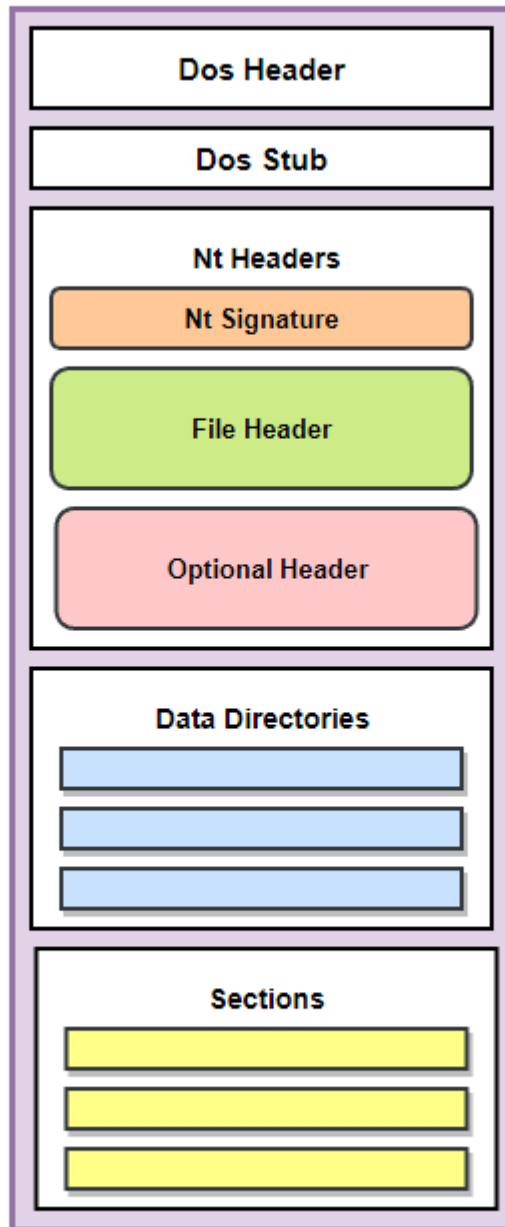 Dos Header
Dos Stub
Nt Headers
Nt Signature
File Header
Optional Header
Data Directories
Sections